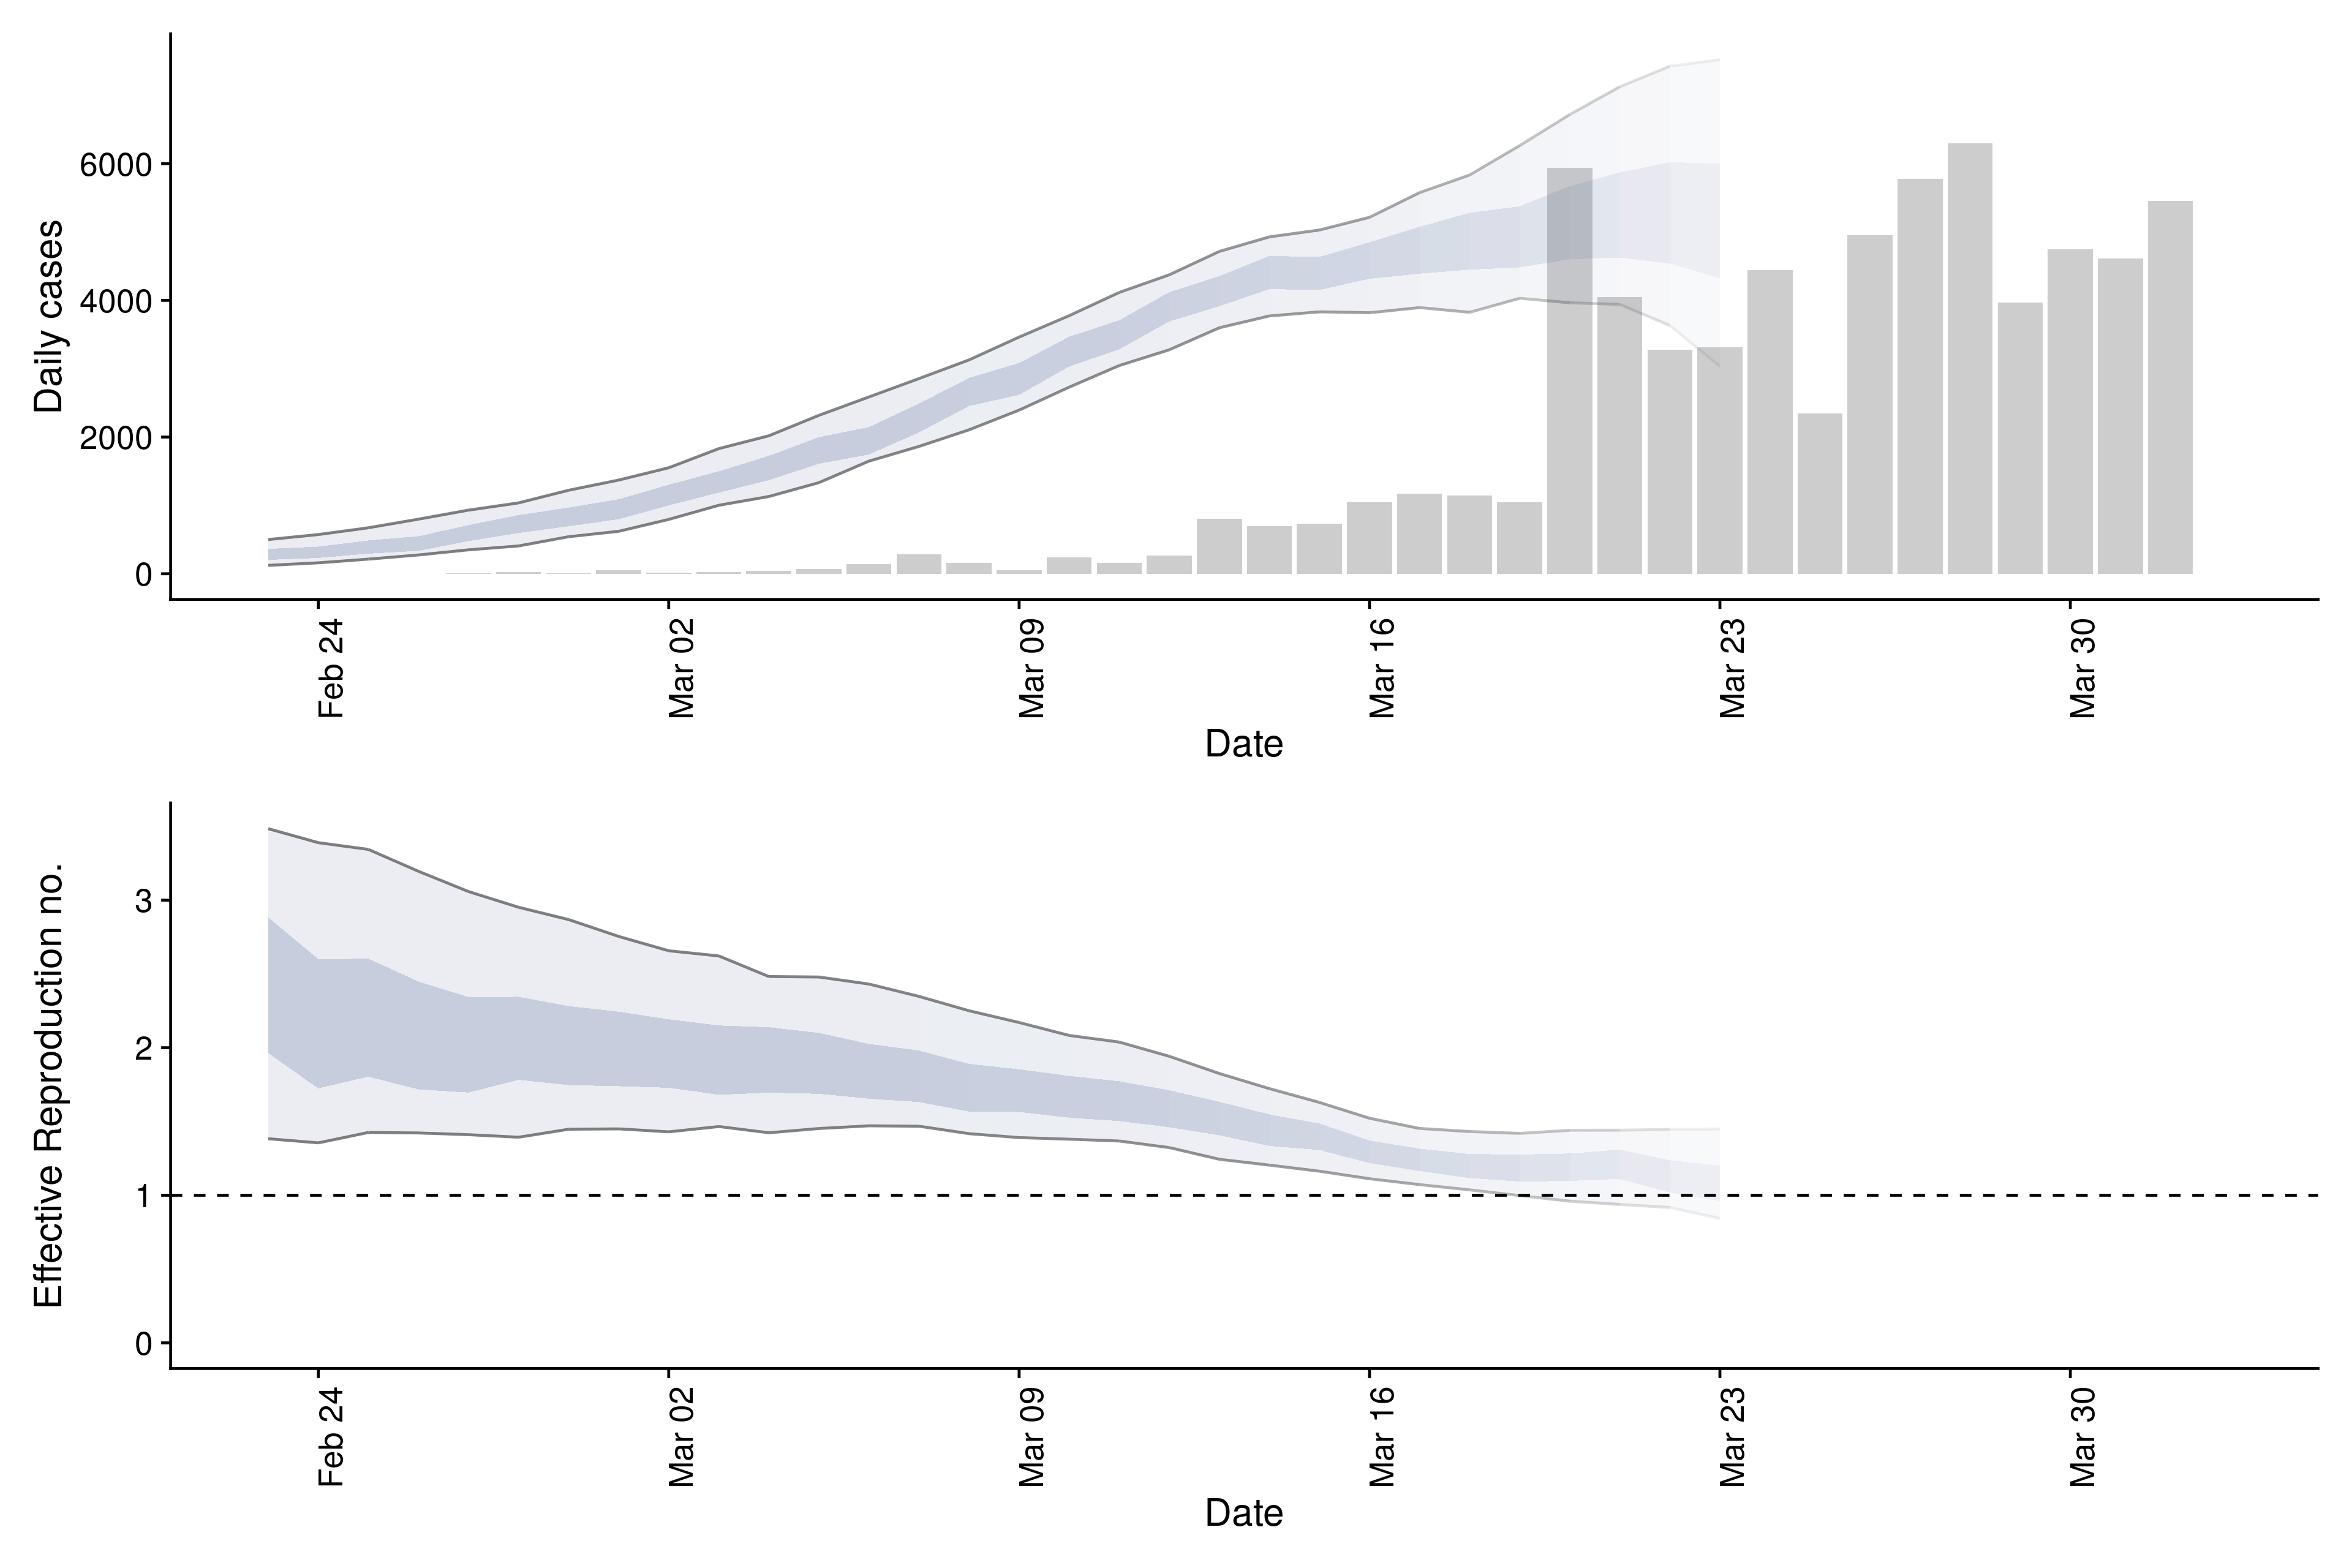 Daily cases
6000
4000
2000
0
Feb 24
Mar 02
Mar 09
Mar 16
Mar 23
Mar 30
Date
Effective Reproduction no.
3
2
1
0
Feb 24
Mar 02
Mar 09
Mar 16
Mar 23
Mar 30
Date